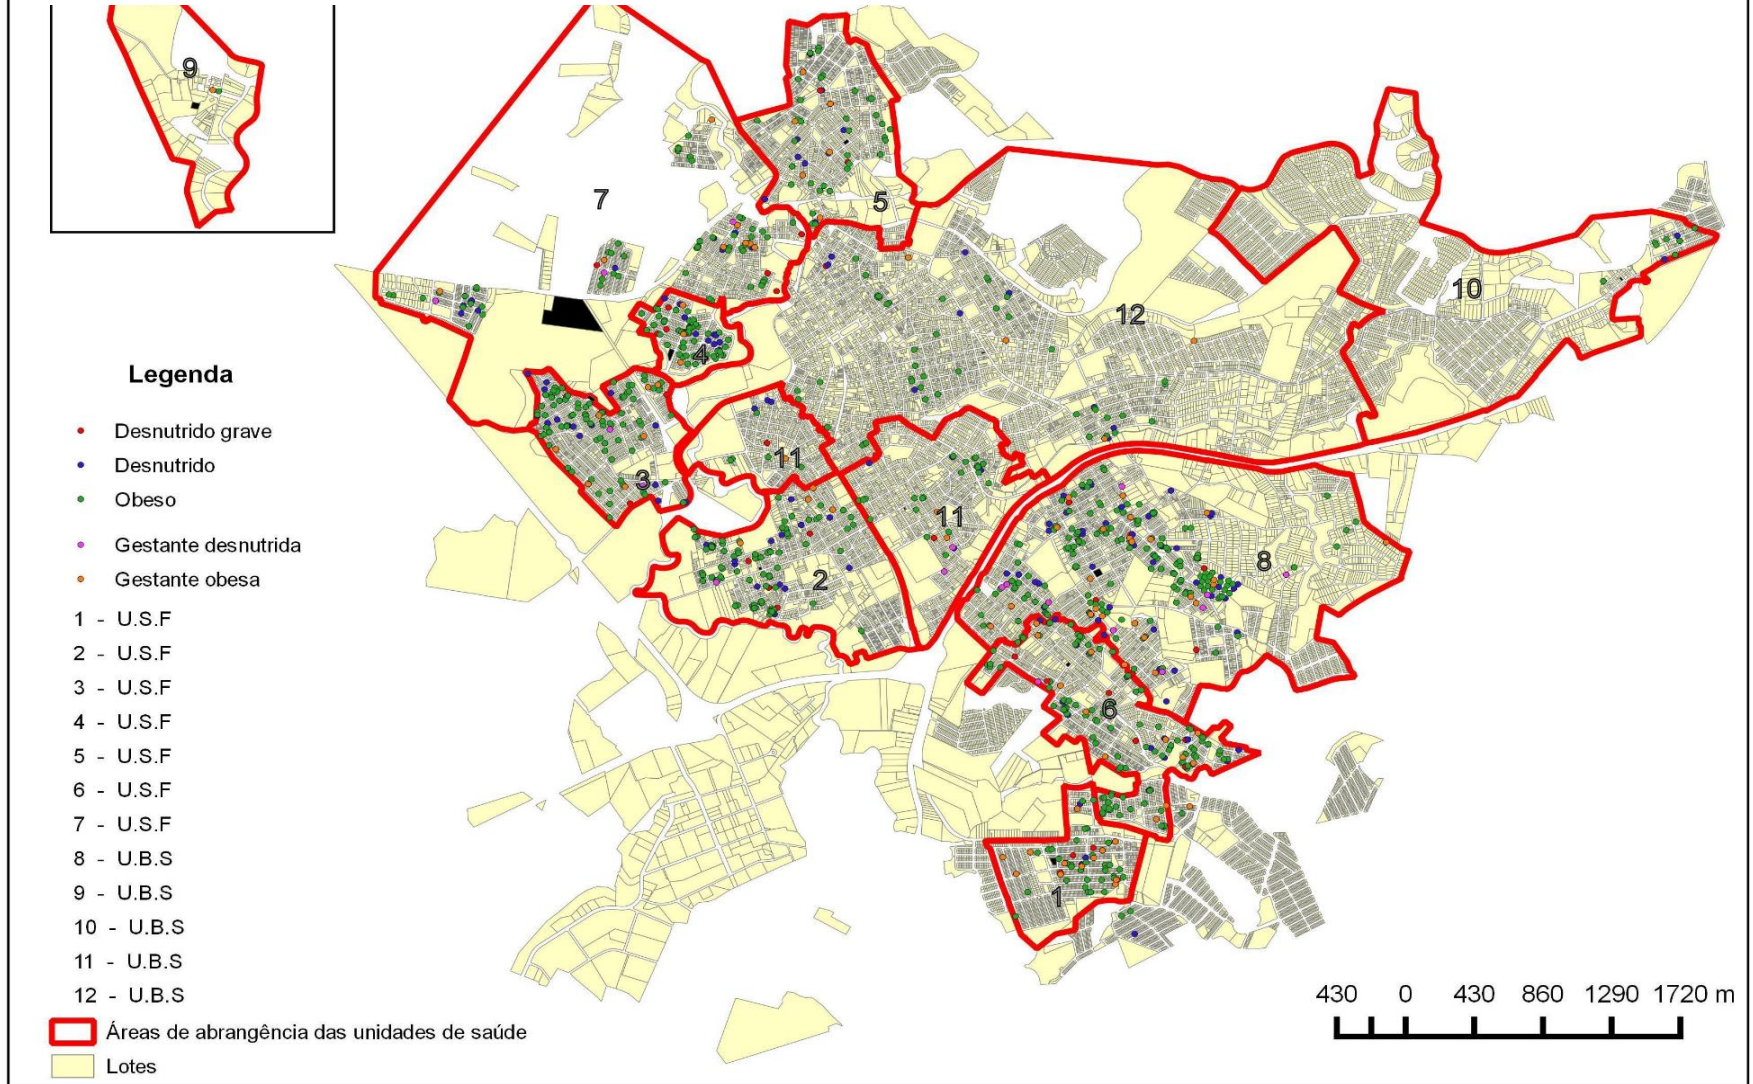 9
7
5
12
10
4
3
11
11
2
8
6
1
Legenda
Desnutrido grave
Desnutrido
Obeso
Gestante desnutrida
Gestante obesa
1 - U.S.F
2 - U.S.F
3 - U.S.F
4 - U.S.F
5 - U.S.F
6 - U.S.F
7 - U.S.F
8 - U.B.S
9 - U.B.S
10 - U.B.S
11 - U.B.S
12 - U.B.S
Áreas de abrangência das unidades de saúde
Lotes
430 0 430 860 1290 1720 m